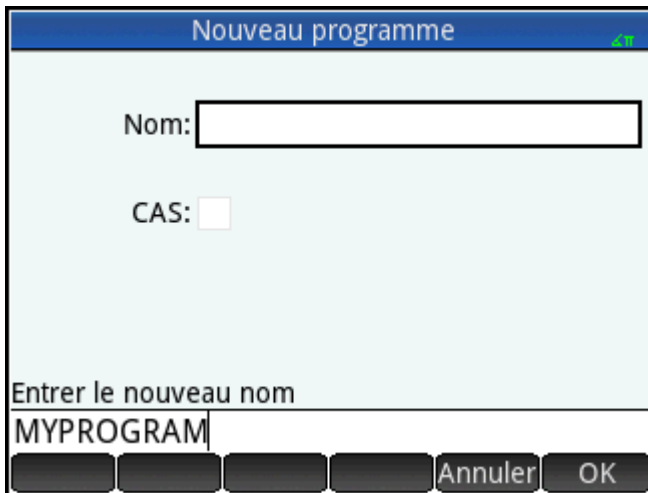 Nouveau programme
∡π
Nom:
CAS:
Entrer le nouveau nom
MYPROGRAM
Annuler OK